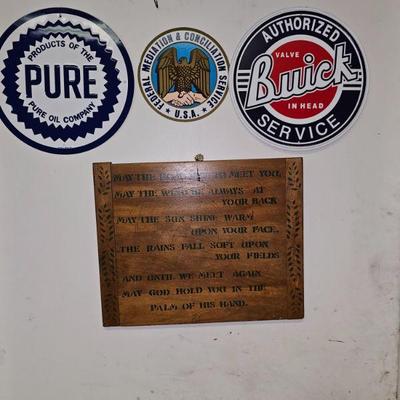 PRODUCTS OF THE
PURE
PURE OIL COMPANY
FEDERAL MEDIATION & CONCILIATION SERVICE
U.S.A.
AUTHORIZED
VALVE
Buick
IN HEAD
SERVICE
MAY THE ROAD RISE TO MEET YOU,
MAY THE WIND BE ALWAYS AT
YOUR BACK
MAY THE SUN SHINE WARM
UPON YOUR FACE,
THE RAINS FALL SOFT UPON
YOUR FIELDS
AND UNTIL WE MEET AGAIN
MAY GOD HOLD YOU IN THE
PALM OF HIS HAND.